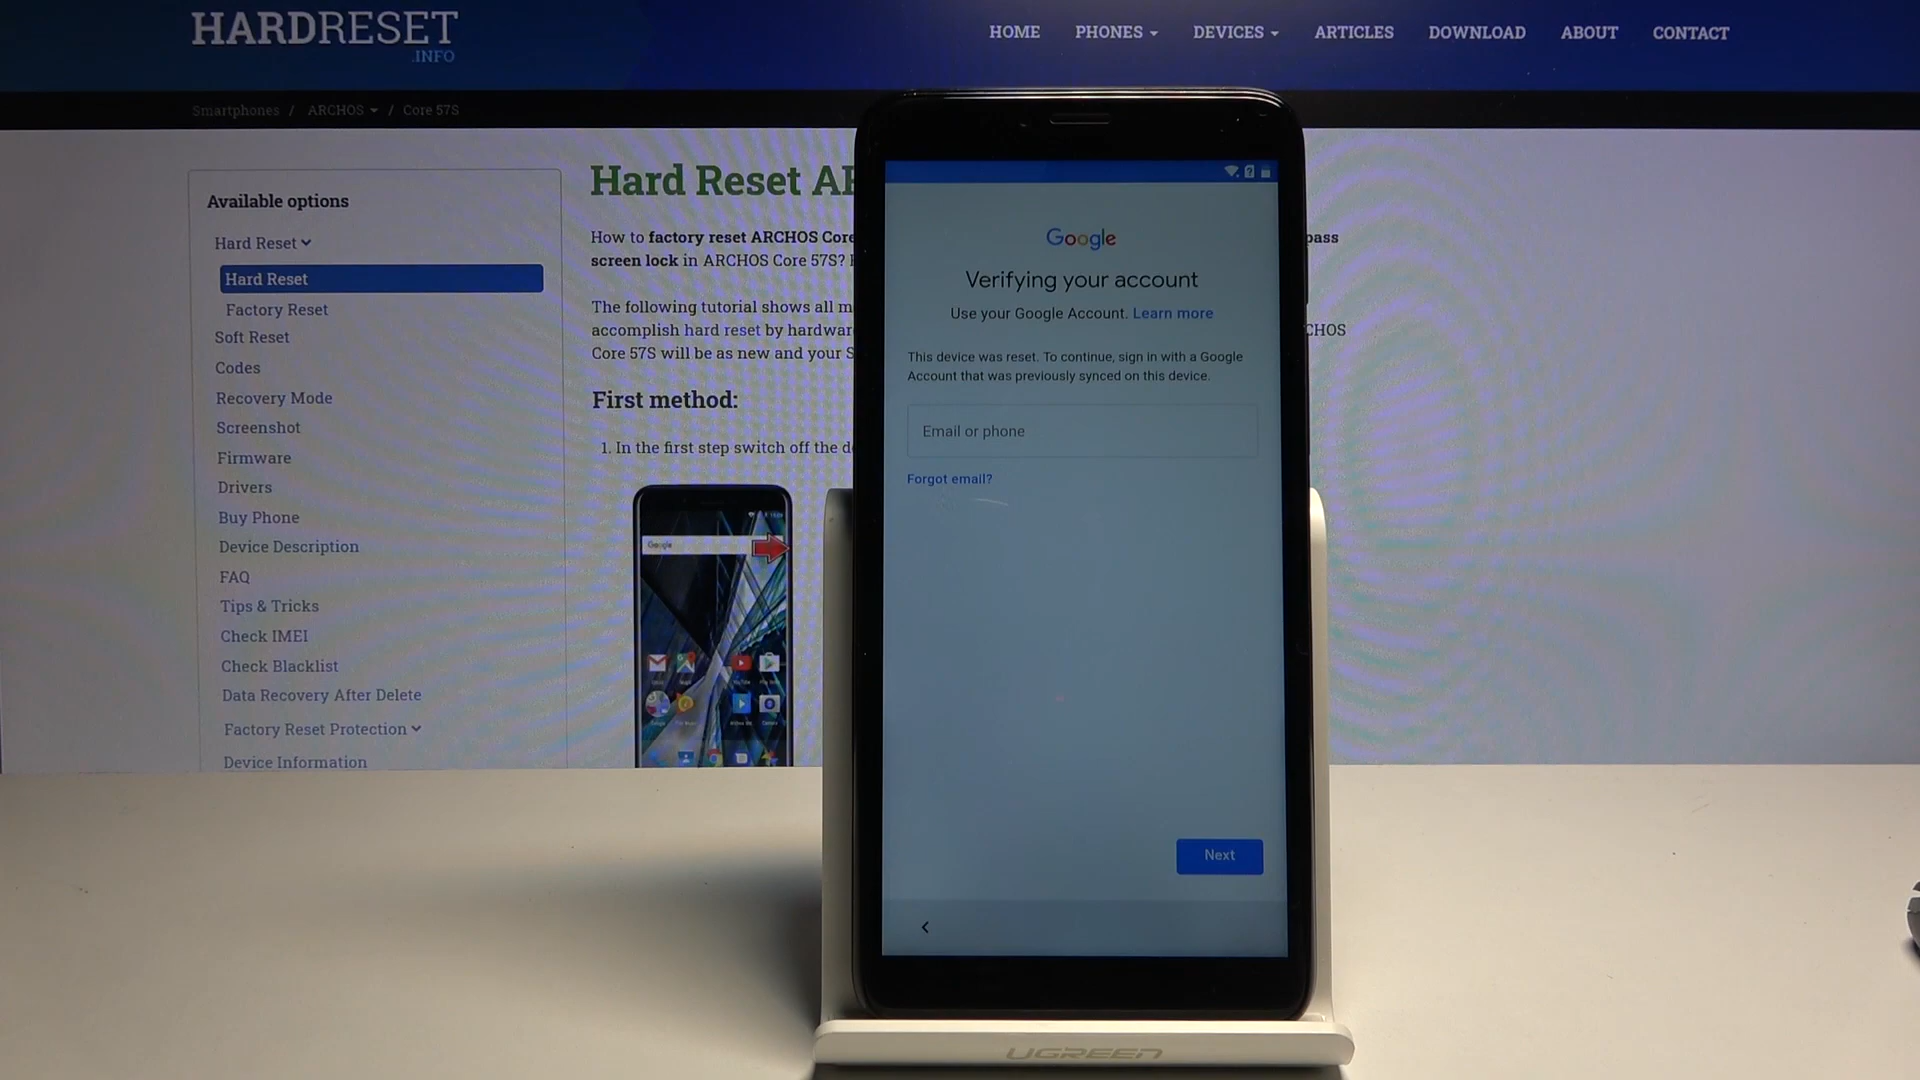 HARDRESET
.INFO
HOME PHONES DEVICES ARTICLES DOWNLOAD ABOUT CONTACT
Smartphones / ARCHOS / Core 57S
Available options
Hard Reset
Hard Reset
Factory Reset
Soft Reset
Codes
Recovery Mode
Screenshot
Firmware
Drivers
Buy Phone
Device Description
FAQ
Tips & Tricks
Check IMEI
Check Blacklist
Data Recovery After Delete
Factory Reset Protection
Device Information
Hard Reset
How to factory reset ARCHOS Core pass
screen lock in ARCHOS Core 57S?
The following tutorial shows all
accomplish hard reset by CHOS
Core 57S will be as new and your
First method:
1. In the first step switch off the
Google
Google
Verifying your account
Use your Google Account. Learn more
This device was reset. To continue, sign in with a Google
Account that was previously synced on this device.
Email or phone
Forgot email?
Next
UGREEN